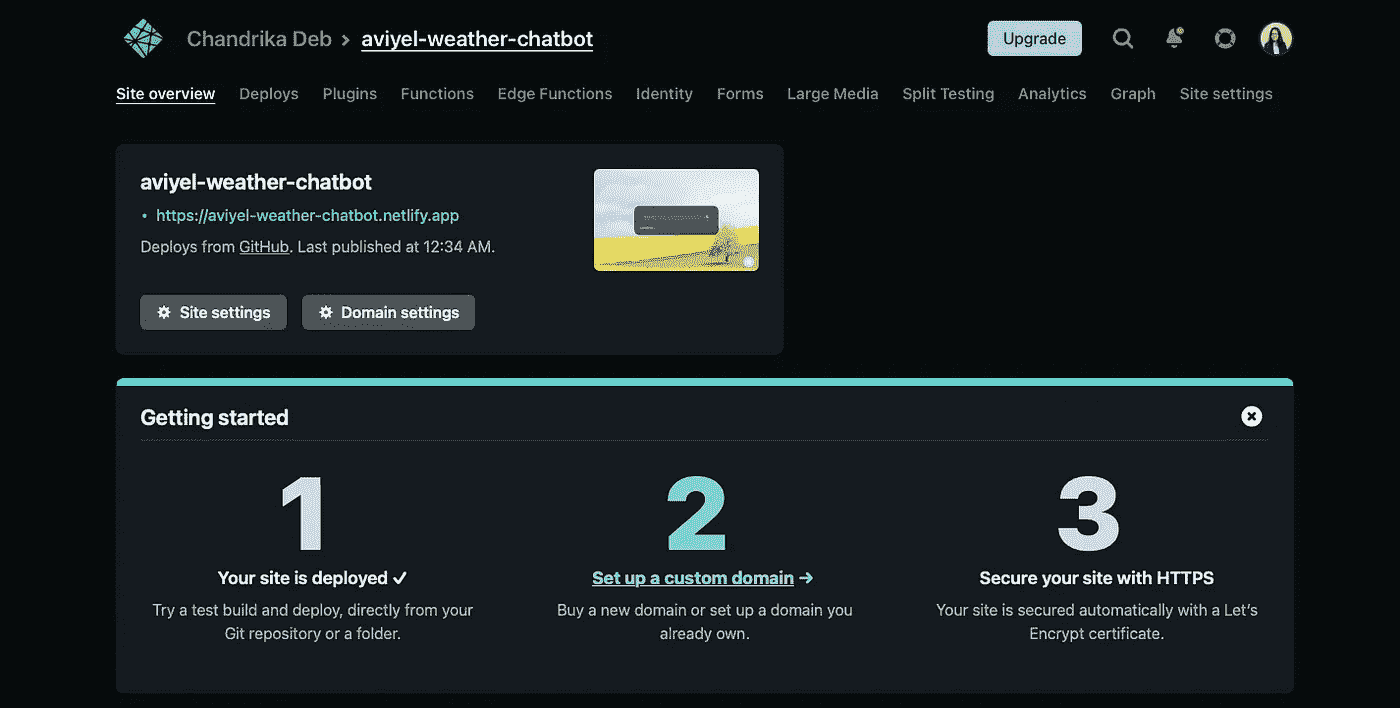 Chandrika Deb > aviyel-weather-chatbot
Upgrade
Site overview Deploys Plugins Functions Edge Functions Identity Forms Large Media Split Testing Analytics Graph Site settings
aviyel-weather-chatbot
• https://aviyel-weather-chatbot.netlify.app
Deploys from GitHub. Last published at 12:34 AM.
Site settings Domain settings
Getting started
1
Your site is deployed ✓
Try a test build and deploy, directly from your
Git repository or a folder.
2
Set up a custom domain →
Buy a new domain or set up a domain you
already own.
3
Secure your site with HTTPS
Your site is secured automatically with a Let’s
Encrypt certificate.